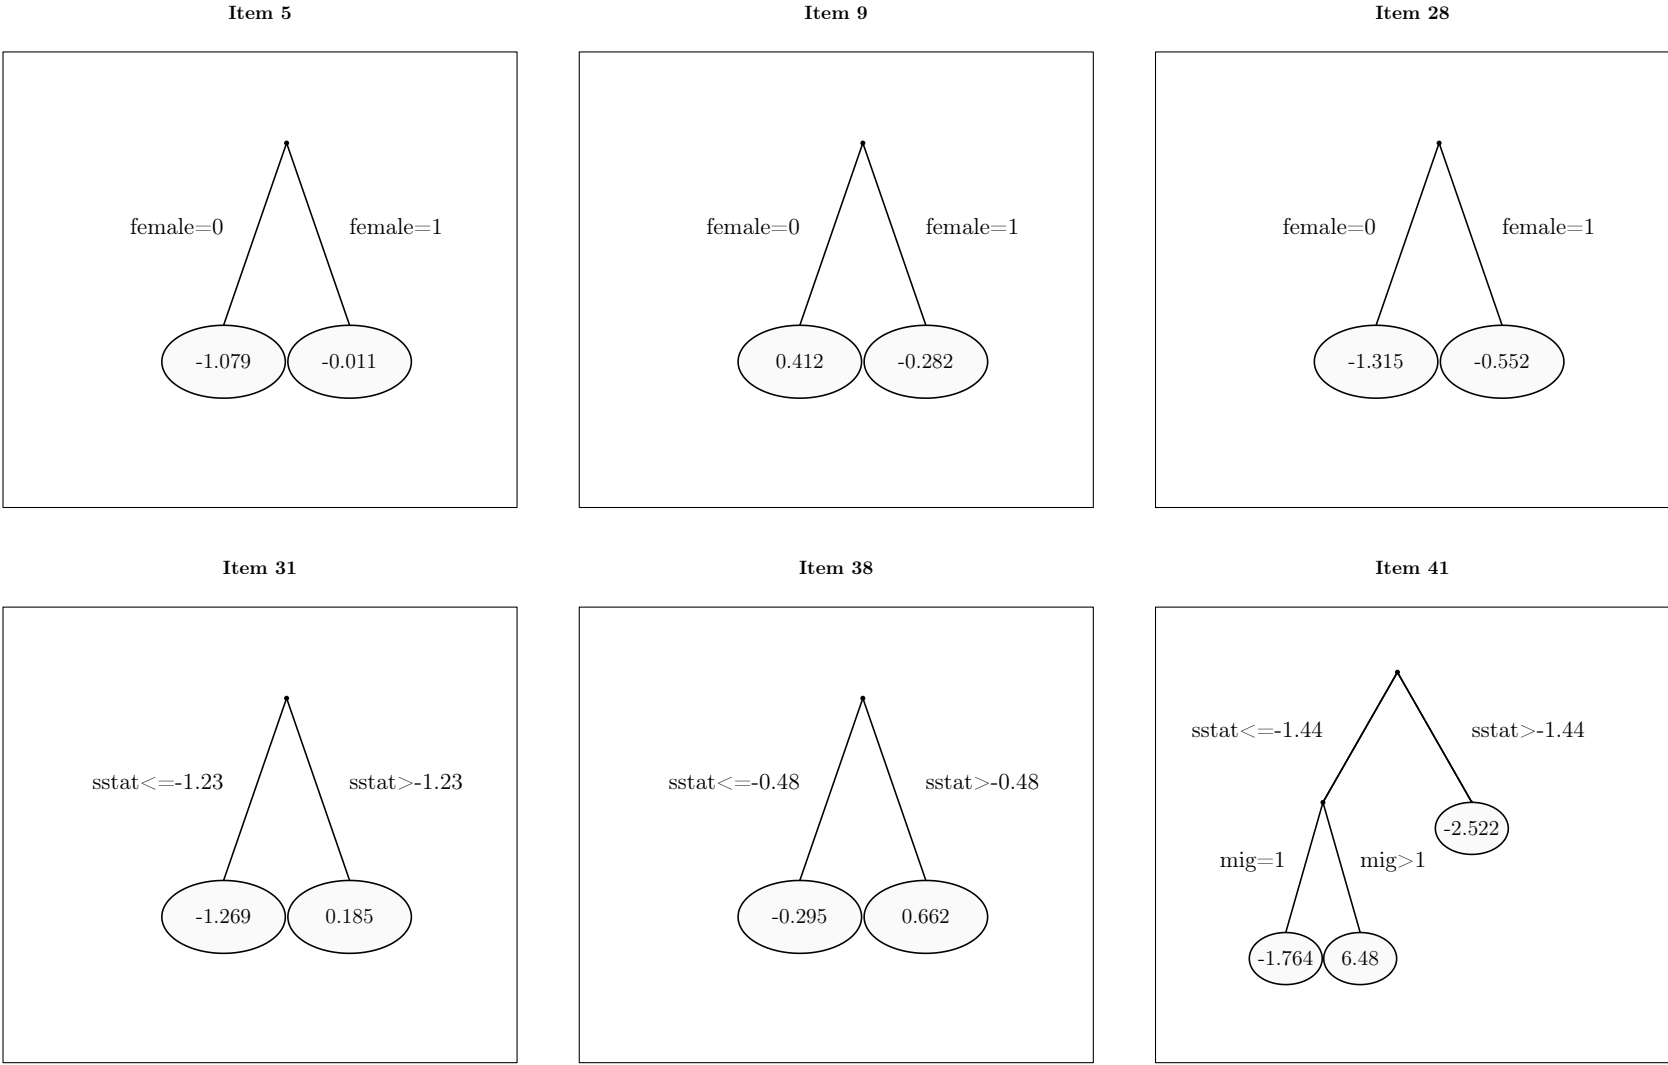 Item 5
Item 9
Item 28
female=0
female=1
female=0
female=1
female=0
female=1
-1.079
-0.011
0.412
-0.282
-1.315
-0.552
Item 31
Item 38
Item 41
sstat<=-1.44
sstat>-1.44
sstat<=-1.23
sstat>-1.23
sstat<=-0.48
sstat>-0.48
-2.522
mig=1
mig>1
-1.269
0.185
-0.295
0.662
-1.764
6.48